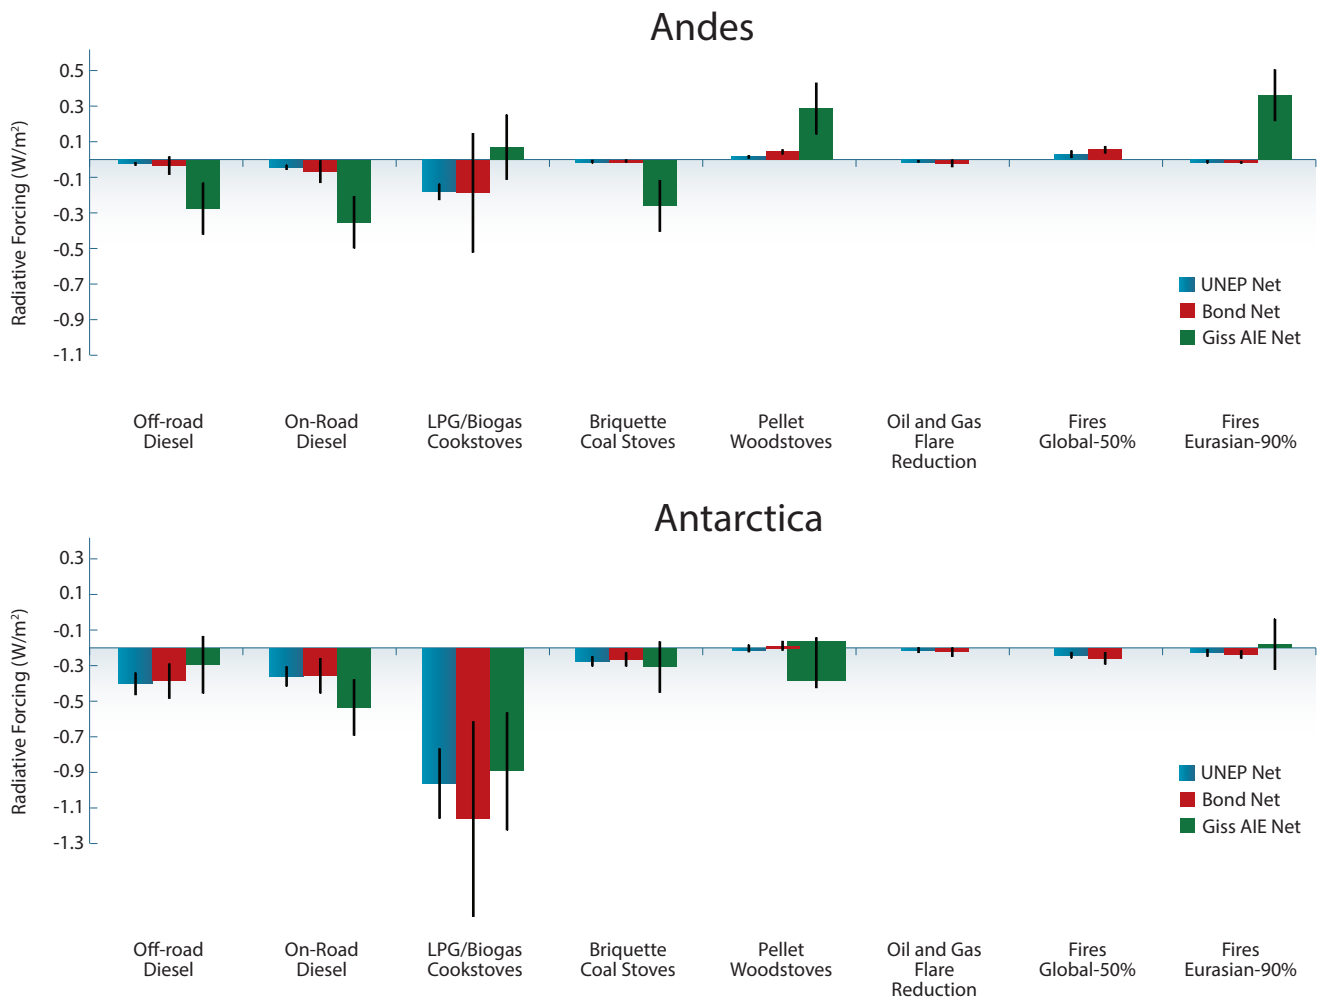 Andes
Radiative Forcing (W/m²)
0.5
0.3
0.1
-0.1
-0.3
-0.5
-0.7
-0.9
-1.1
UNEP Net
Bond Net
Giss AIE Net
Off-road
Diesel
On-Road
Diesel
LPG/Biogas
Cookstoves
Briquette
Coal Stoves
Pellet
Woodstoves
Oil and Gas
Flare
Reduction
Fires
Global-50%
Fires
Eurasian-90%
Antarctica
Radiative Forcing (W/m²)
0.3
0.1
-0.1
-0.3
-0.5
-0.7
-0.9
-1.1
-1.3
UNEP Net
Bond Net
Giss AIE Net
Off-road
Diesel
On-Road
Diesel
LPG/Biogas
Cookstoves
Briquette
Coal Stoves
Pellet
Woodstoves
Oil and Gas
Flare
Reduction
Fires
Global-50%
Fires
Eurasian-90%